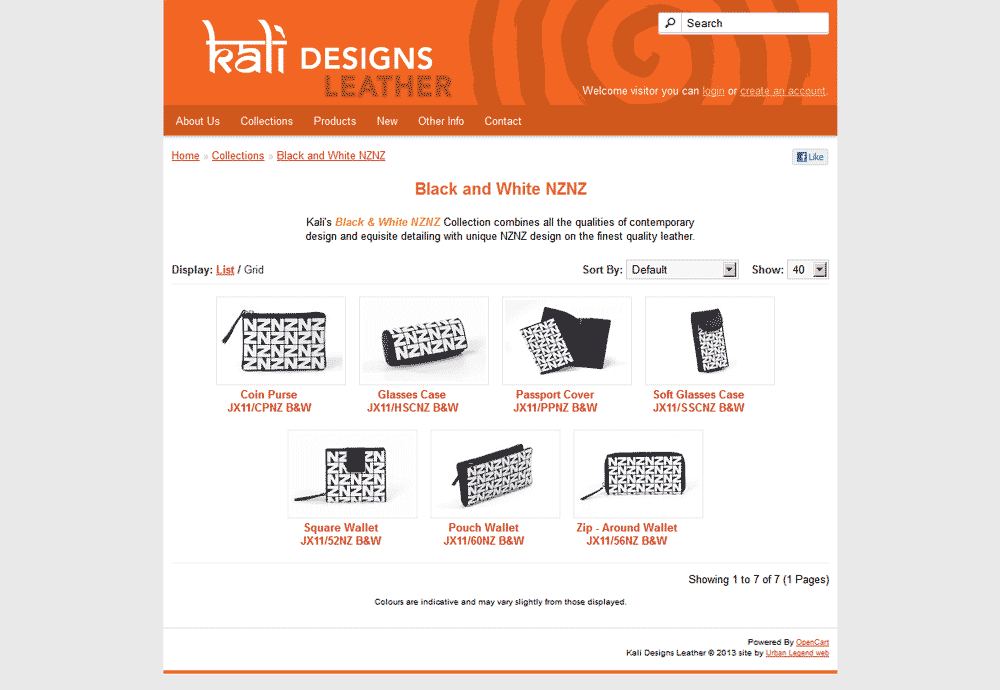 kali DESIGNS
LEATHER
Search
Welcome visitor you can login or create an account.
About Us Collections Products New Other Info Contact
Home » Collections » Black and White NZNZ
Like
Black and White NZNZ
Kali's Black & White NZNZ Collection combines all the qualities of contemporary
design and equisite detailing with unique NZNZ design on the finest quality leather.
Display: List / Grid Sort By: Default Show: 40
Coin Purse
JX11/CPNZ B&W
Glasses Case
JX11/HSCNZ B&W
Passport Cover
JX11/PPNZ B&W
Soft Glasses Case
JX11/SSCNZ B&W
Square Wallet
JX11/52NZ B&W
Pouch Wallet
JX11/60NZ B&W
Zip - Around Wallet
JX11/56NZ B&W
Showing 1 to 7 of 7 (1 Pages)
Colours are indicative and may vary slightly from those displayed.
Powered By OpenCart
Kali Designs Leather © 2013 site by Urban Legend web